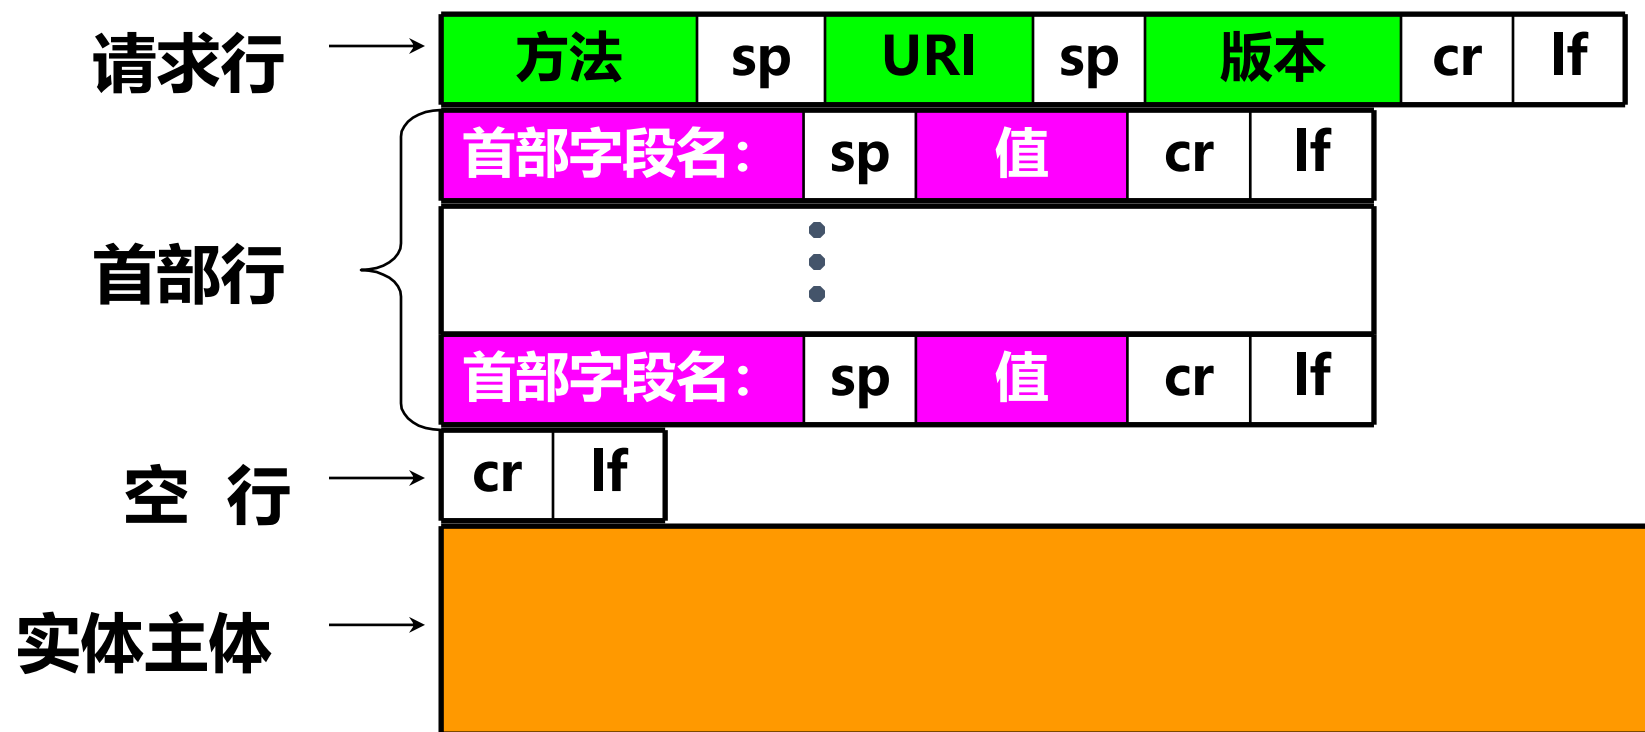 请求行 方法 sp URI sp 版本 cr lf
首部字段名： sp 值 cr lf
首部行
首部字段名： sp 值 cr lf
空 行 cr lf
实体主体